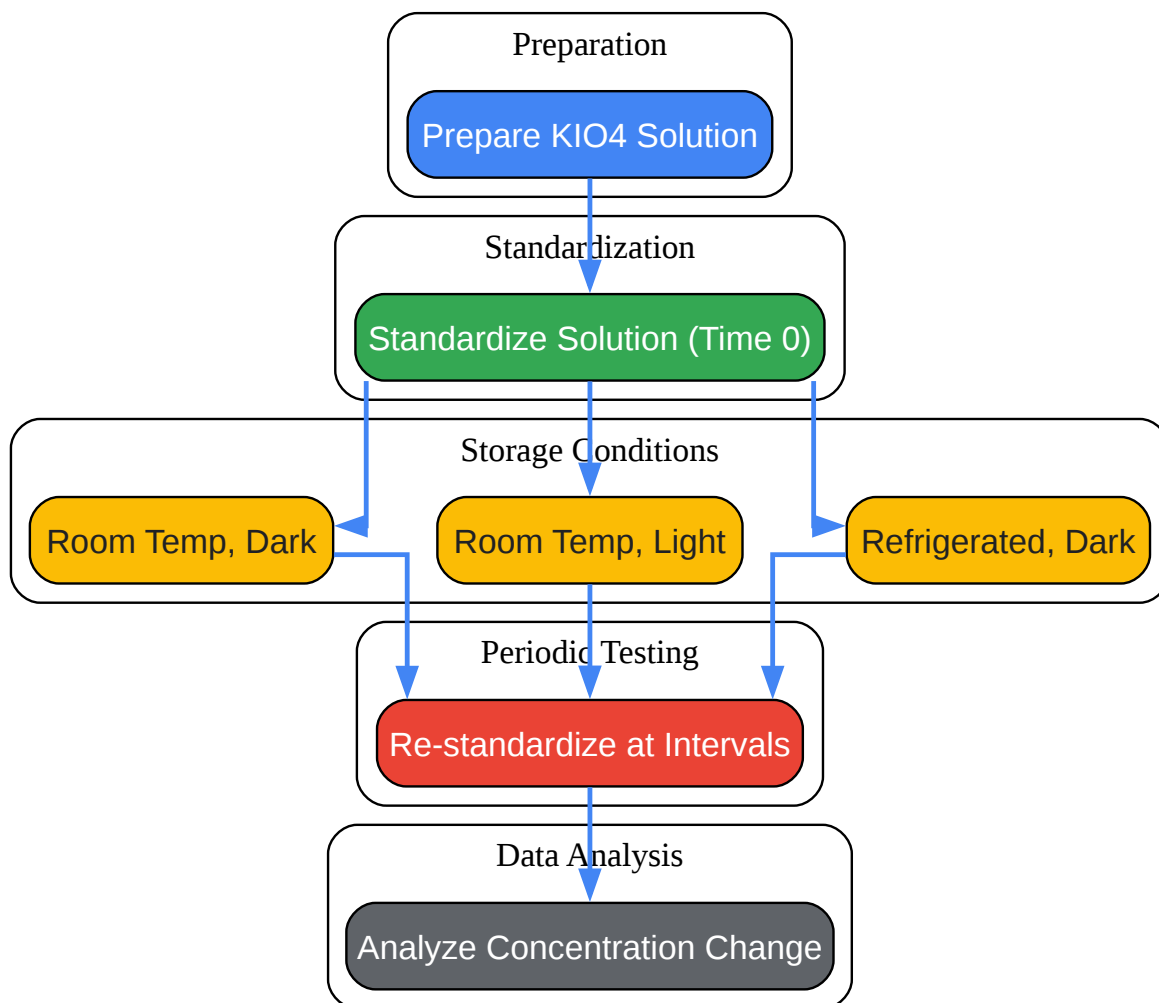 Preparation
Prepare KIO4 Solution
Standardization
Standardize Solution (Time 0)
Storage Conditions
Room Temp, Dark
Room Temp, Light
Refrigerated, Dark
Periodic Testing
Re-standardize at Intervals
Data Analysis
Analyze Concentration Change